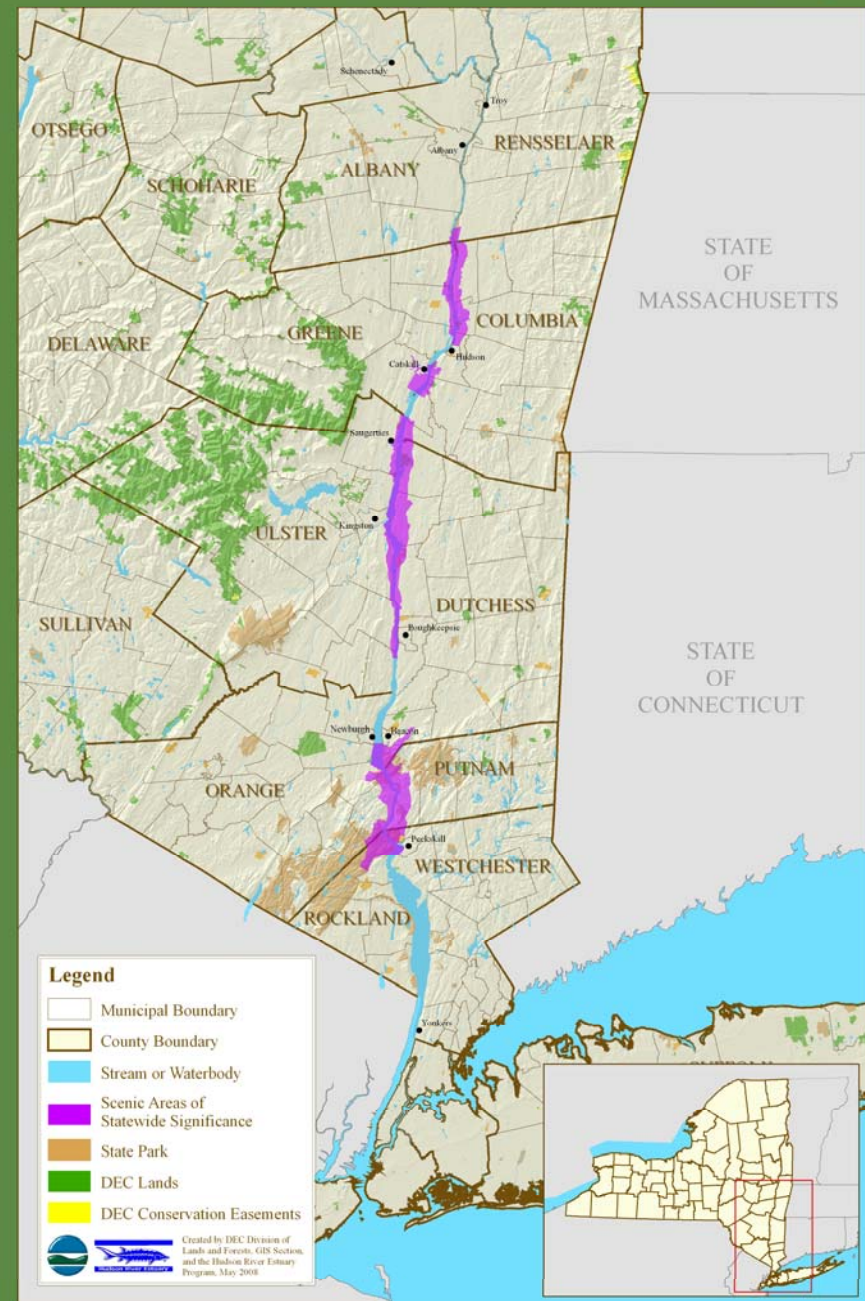 Schenectady
Troy
OTSEGO
Albany
RENSSELAER
ALBANY
SCHOHARIE
STATE
OF
MASSACHUSETTS
COLUMBIA
GREENE
DELAWARE
Hudson
Catskill
Saugerties
Kingston
ULSTER
DUTCHESS
SULLIVAN
Poughkeepsie
STATE
OF
CONNECTICUT
Newburgh
Beacon
PUTNAM
ORANGE
Peekskill
WESTCHESTER
ROCKLAND
Yonkers
Legend
Municipal Boundary
County Boundary
Stream or Waterbody
Scenic Areas of
Statewide Significance
State Park
DEC Lands
DEC Conservation Easements
Hudson River Estuary
Created by DEC Division of
Lands and Forests, GIS Section,
and the Hudson River Estuary
Program, May 2008